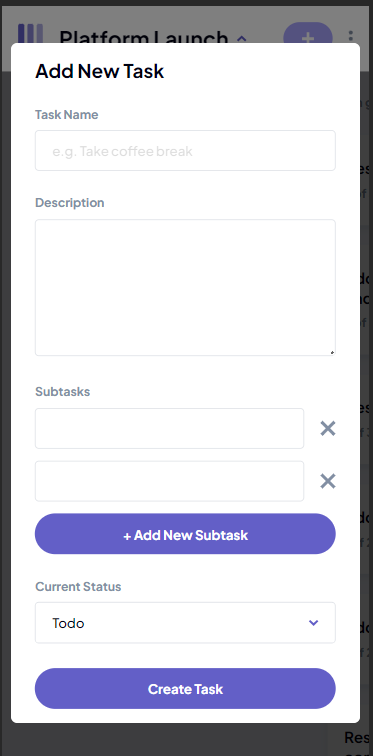 Platform Launch
Add New Task
Task Name
e.g. Take coffee break
Description
Subtasks
+ Add New Subtask
Current Status
Todo
Create Task
Res